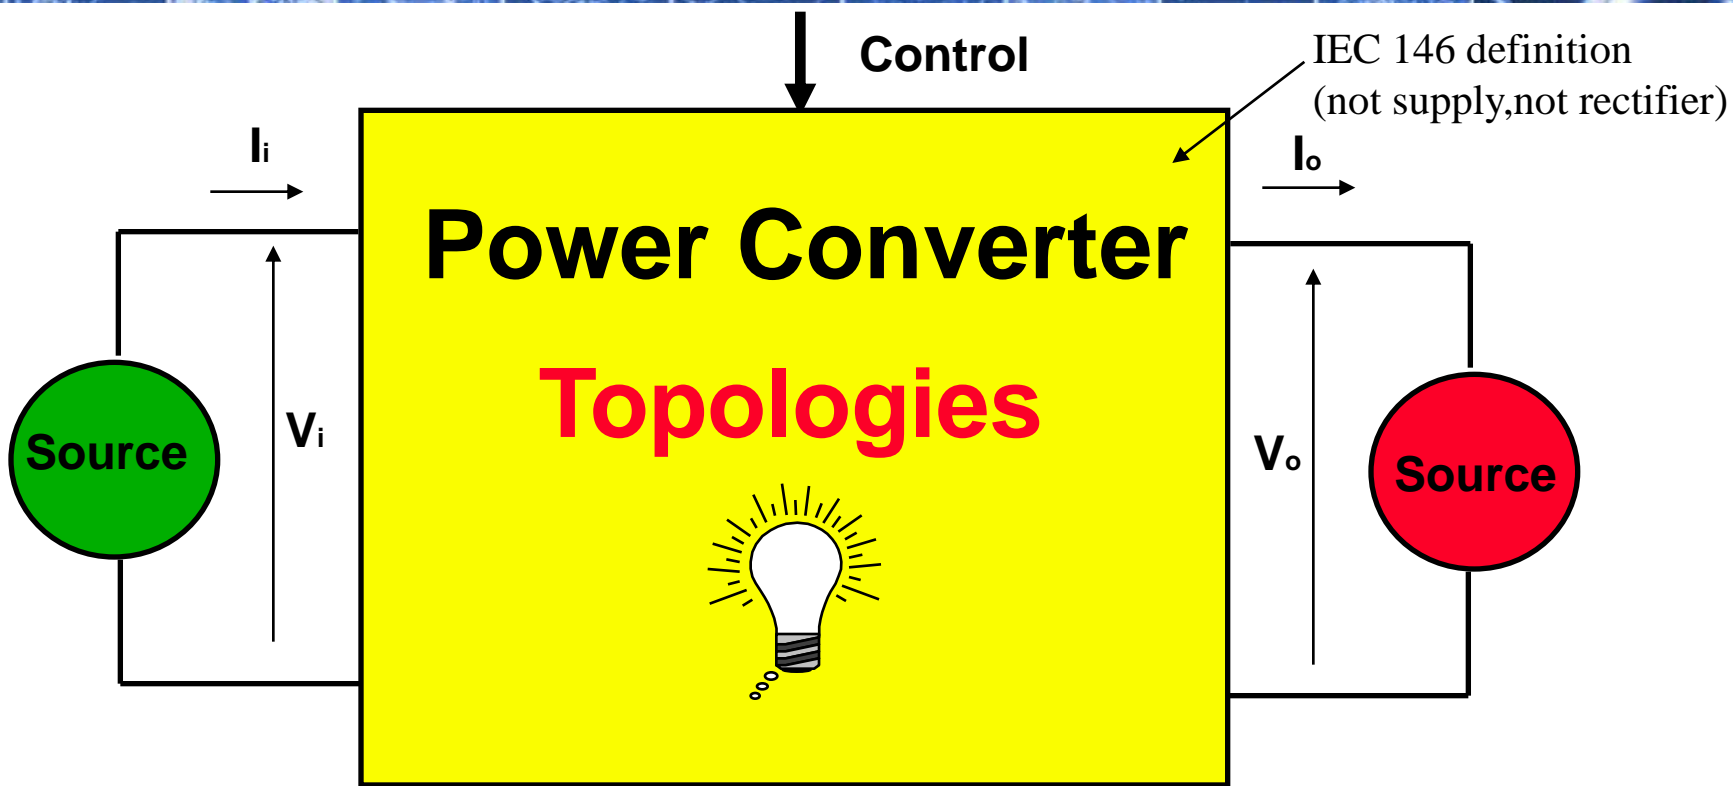 Control
IEC 146 definition
(not supply,not rectifier)
Ii
Io
Power Converter
Topologies
Vi
Vo
Source
Source